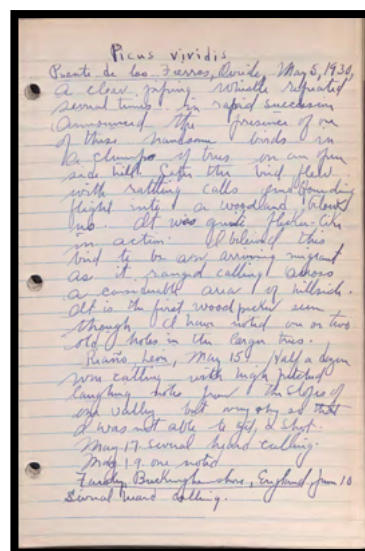 Picus viridis
Puente de los Fierros, Oviedo, May 5, 1930,
a clear piping whistle repeated
several times in rapid succession
announced the presence of one
of these handsome birds in
a clump of trees on an open
side hill. Later the bird flew
with rattling calls and bounding
flight into a woodland below
me. It was quite flicker-like
in action. I believed this
bird to be an arriving migrant
as it ranged calling across
a considerable area of hillside.
It is the first woodpecker seen
though I have noted one or two
old holes in the larger trees.
Riaño, Leon, May 15. Half a dozen
were calling with high pitched
laughing notes from the slopes of
one valley but very shy so that
I was not able to get a shot.
May 17 several heard calling.
May 19. one noted
Buckinghamshire, England, June 10
Several heard calling.